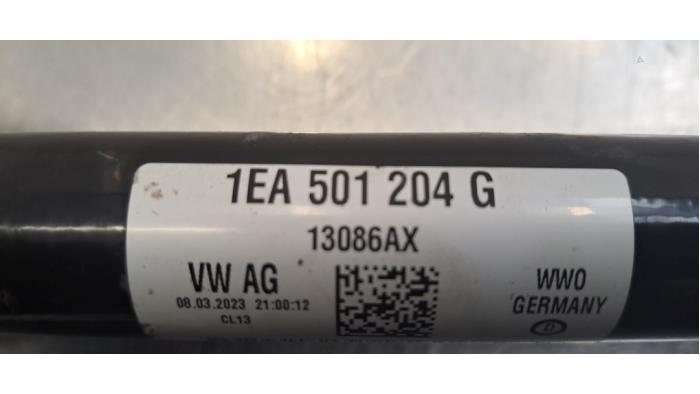 1EA 501 204 G
13086AX
VW AG
08.03.2023 21:00:12
CL13
WWO
GERMANY
D